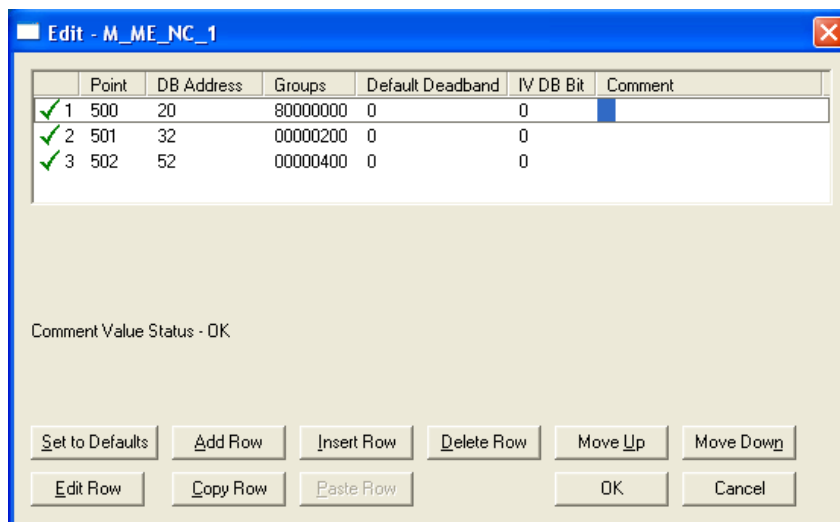 Edit - M_ME_NC_1
Point DB Address Groups Default Deadband IV DB Bit Comment
1 500 20 80000000 0 0
2 501 32 00000200 0 0
3 502 52 00000400 0 0
Comment Value Status - OK
Set to Defaults Add Row Insert Row Delete Row Move Up Move Down
Edit Row Copy Row Paste Row OK Cancel